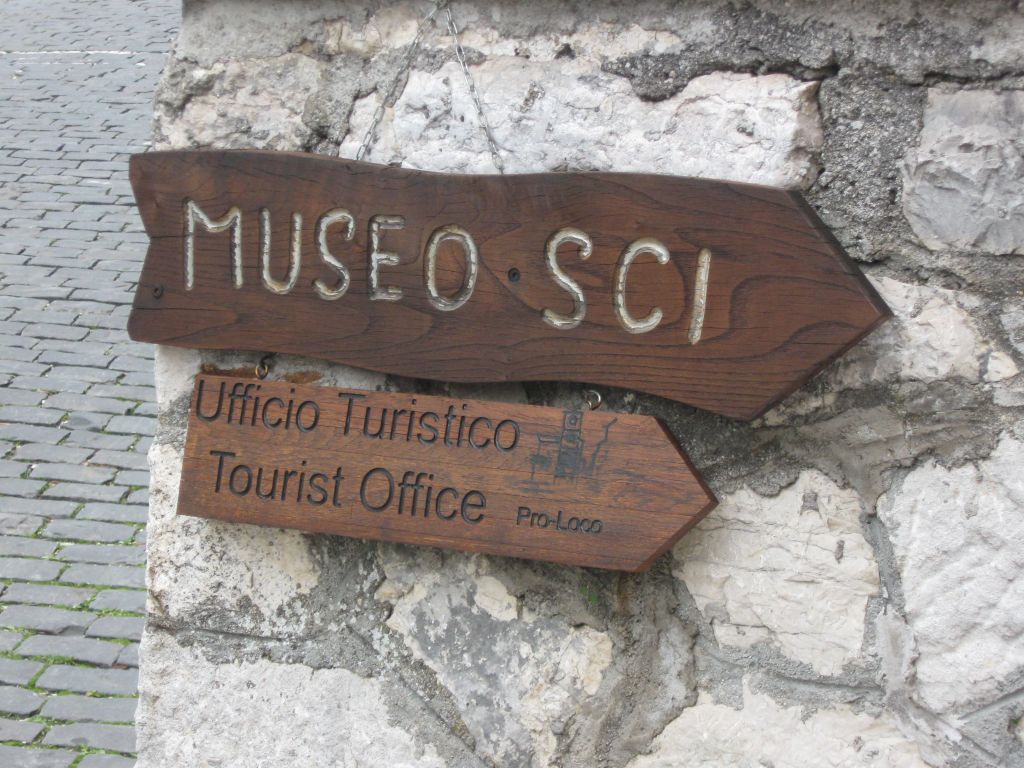 MUSEO SCI
Ufficio Turistico
Tourist Office
Pro-Loco